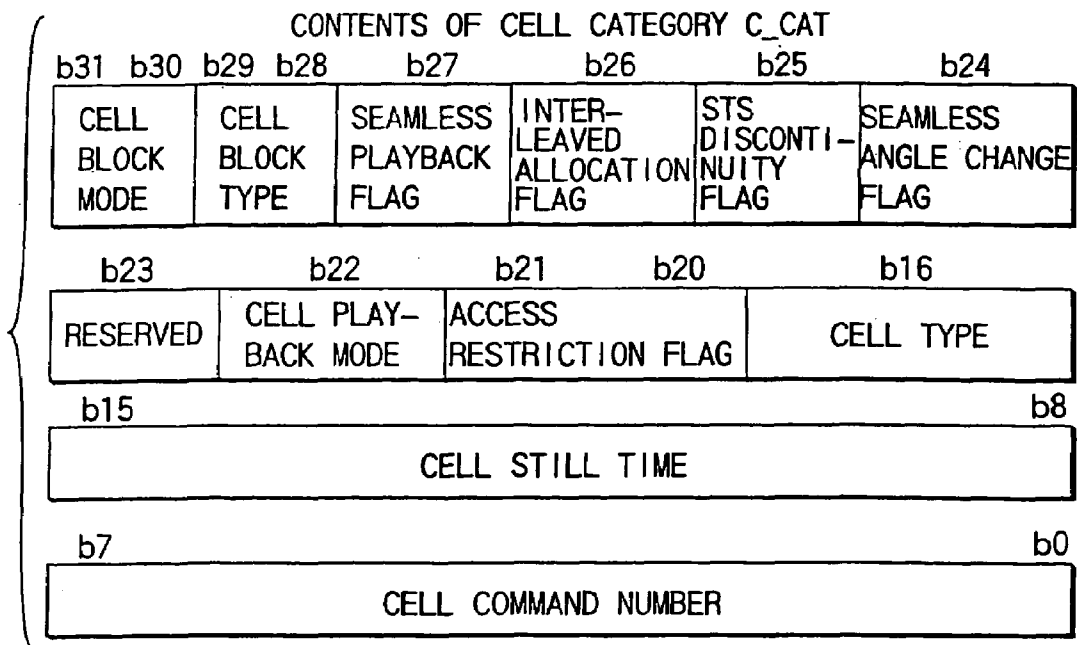 CONTENTS OF CELL CATEGORY C_CAT
b31 b30 b29 b28 b27 b26 b25 b24
CELL
BLOCK
MODE
CELL
BLOCK
TYPE
SEAMLESS
PLAYBACK
FLAG
INTER-
LEAVED
ALLOCATION
FLAG
STS
DISCONTI-
NUITY
FLAG
SEAMLESS
ANGLE CHANGE
FLAG
b23 b22 b21 b20 b16
RESERVED
CELL PLAY-
BACK MODE
ACCESS
RESTRICTION FLAG
CELL TYPE
b15 b8
CELL STILL TIME
b7 b0
CELL COMMAND NUMBER